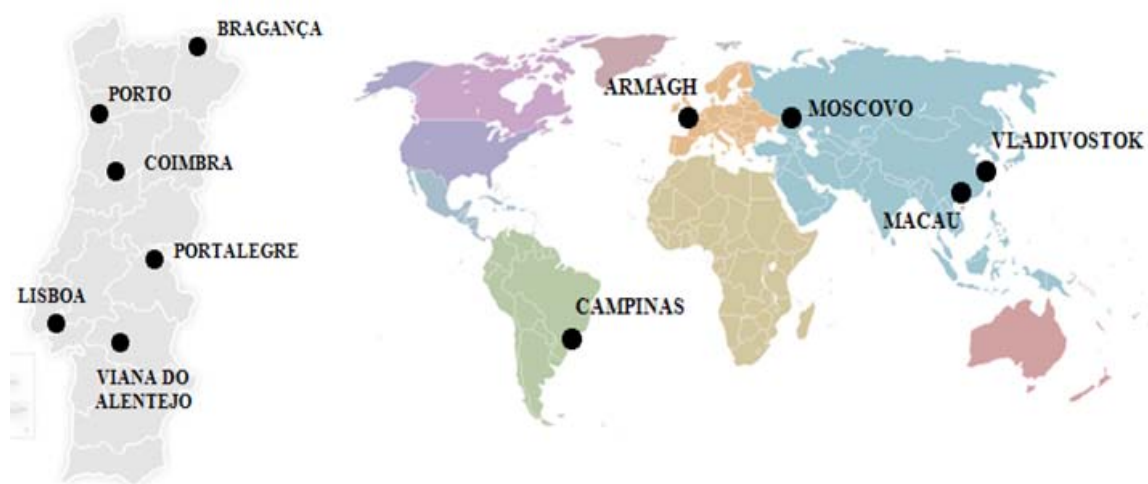 BRAGANÇA
PORTO
COIMBRA
PORTALEGRE
LISBOA
VIANA DO
ALENTEJO
ARMAGH
MOSCOVO
VLADIVOSTOK
MACAU
CAMPINAS